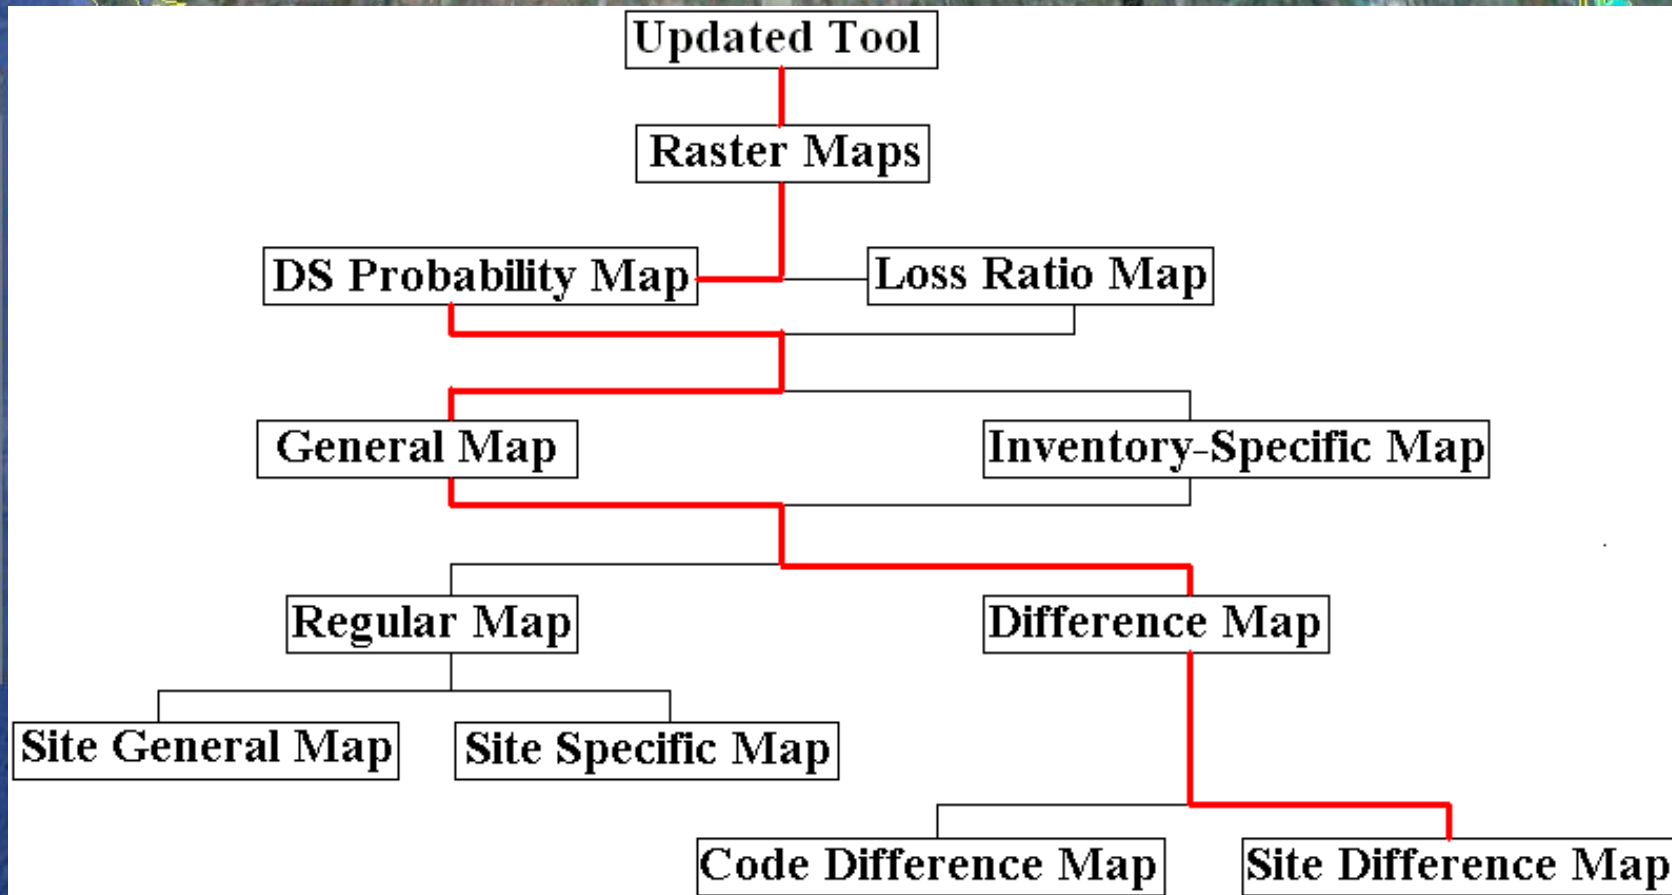 Updated Tool
Raster Maps
DS Probability Map
Loss Ratio Map
General Map
Inventory-Specific Map
Regular Map
Difference Map
Site General Map
Site Specific Map
Code Difference Map
Site Difference Map